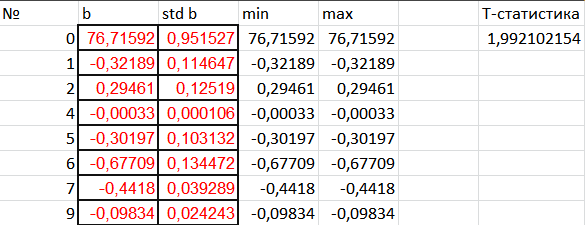 № b std b min max Т-статистика
0 76,71592 0,951527 76,71592 76,71592 1,992102154
1 -0,32189 0,114647 -0,32189 -0,32189
2 0,29461 0,12519 0,29461 0,29461
4 -0,00033 0,000106 -0,00033 -0,00033
5 -0,30197 0,103132 -0,30197 -0,30197
6 -0,67709 0,134472 -0,67709 -0,67709
7 -0,4418 0,039289 -0,4418 -0,4418
9 -0,09834 0,024243 -0,09834 -0,09834